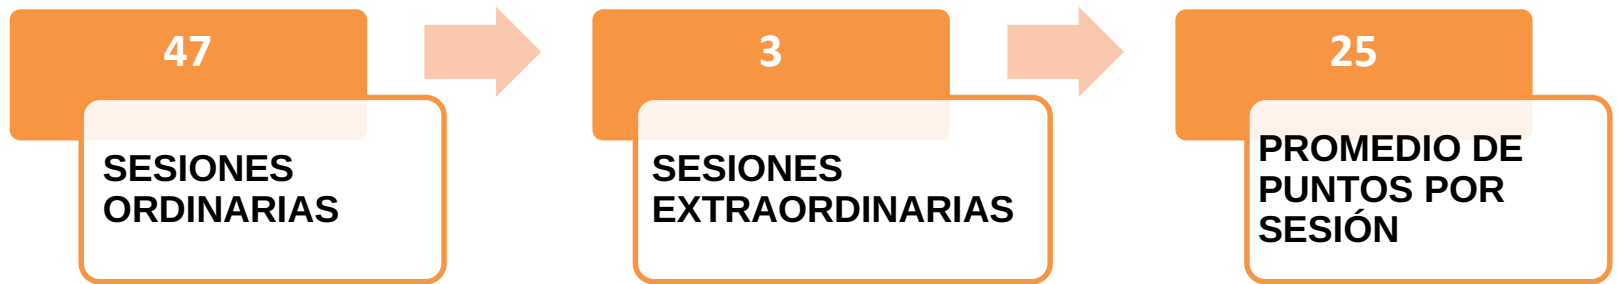 47
SESIONES
ORDINARIAS
3
SESIONES
EXTRAORDINARIAS
25
PROMEDIO DE
PUNTOS POR
SESIÓN